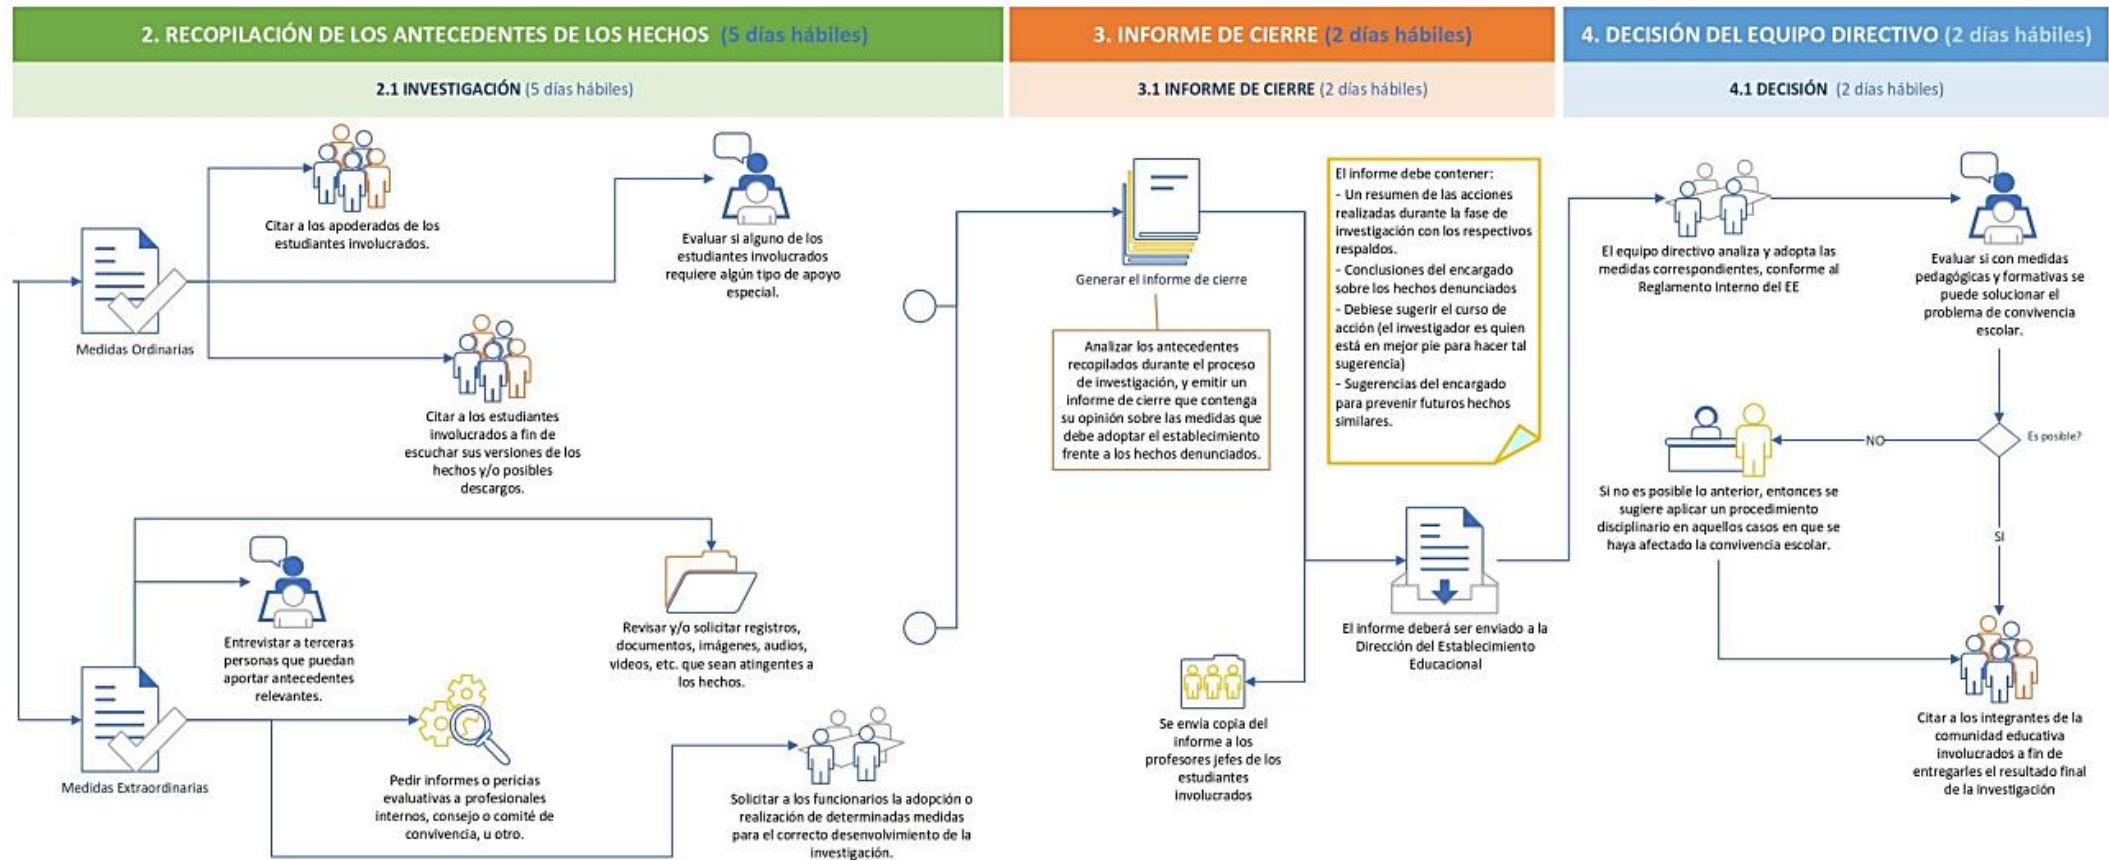 2. RECOPILACIÓN DE LOS ANTECEDENTES DE LOS HECHOS (5 días hábiles)
2.1 INVESTIGACIÓN (5 días hábiles)
Citar a los apoderados de los
estudiantes involucrados.
Evaluar si alguno de los
estudiantes involucrados
requiere algún tipo de apoyo
especial.
Medidas Ordinarias
Citar a los estudiantes
involucrados a fin de
escuchar sus versiones de los
hechos y/o posibles
descargos.
Entrevistar a terceras
personas que puedan
aportar antecedentes
relevantes.
Revisar y/o solicitar registros,
documentos, imágenes, audios,
videos, etc. que sean atingentes a
los hechos.
Medidas Extraordinarias
Pedir informes o pericias
evaluativas a profesionales
internos, consejo o comité de
convivencia, u otro.
Solicitar a los funcionarios la adopción o
realización de determinadas medidas
para el correcto desenvolvimiento de la
investigación.
3. INFORME DE CIERRE (2 días hábiles)
3.1 INFORME DE CIERRE (2 días hábiles)
Generar el informe de cierre
Analizar los antecedentes
recopilados durante el proceso
de investigación, y emitir un
informe de cierre que contenga
su opinión sobre las medidas que
debe adoptar el establecimiento
frente a los hechos denunciados.
El informe debe contener:
- Un resumen de las acciones
realizadas durante la fase de
investigación con los respectivos
respaldos.
- Conclusiones del encargado
sobre los hechos denunciados
- Debiese sugerir el curso de
acción (el investigador es quien
está en mejor pie para hacer tal
sugerencia)
- Sugerencias del encargado
para prevenir futuros hechos
similares.
El informe deberá ser enviado a la
Dirección del Establecimiento
Educacional
Se envía copia del
informe a los
profesores jefes de los
estudiantes
involucrados
4. DECISIÓN DEL EQUIPO DIRECTIVO (2 días hábiles)
4.1 DECISIÓN (2 días hábiles)
El equipo directivo analiza y adopta las
medidas correspondientes, conforme al
Reglamento Interno del EE
Evaluar si con medidas
pedagógicas y formativas se
puede solucionar el
problema de convivencia
escolar.
Es posible?
NO
SI
Si no es posible lo anterior, entonces se
sugiere aplicar un procedimiento
disciplinario en aquellos casos en que se
haya afectado la convivencia escolar.
Citar a los integrantes de la
comunidad educativa
involucrados a fin de
entregarles el resultado final
de la investigación